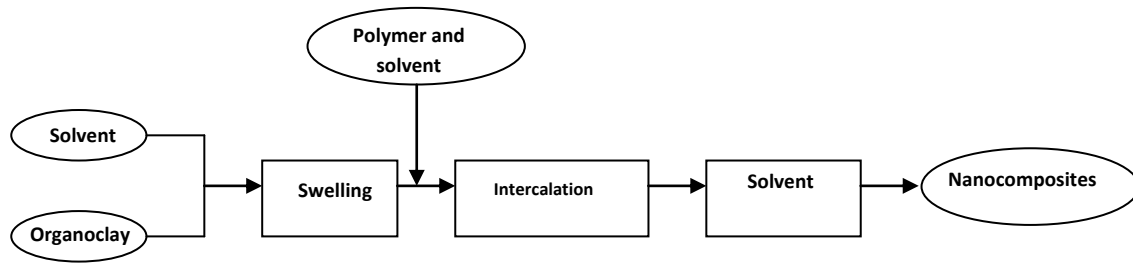 Polymer and
solvent
Solvent
Organoclay
Swelling
Intercalation
Solvent
Nanocomposites